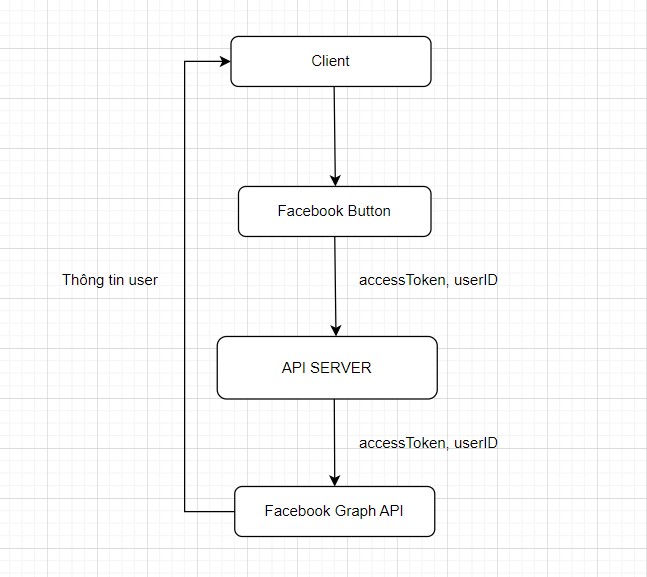 Client
Facebook Button
Thông tin user
accessToken, userID
API SERVER
accessToken, userID
Facebook Graph API